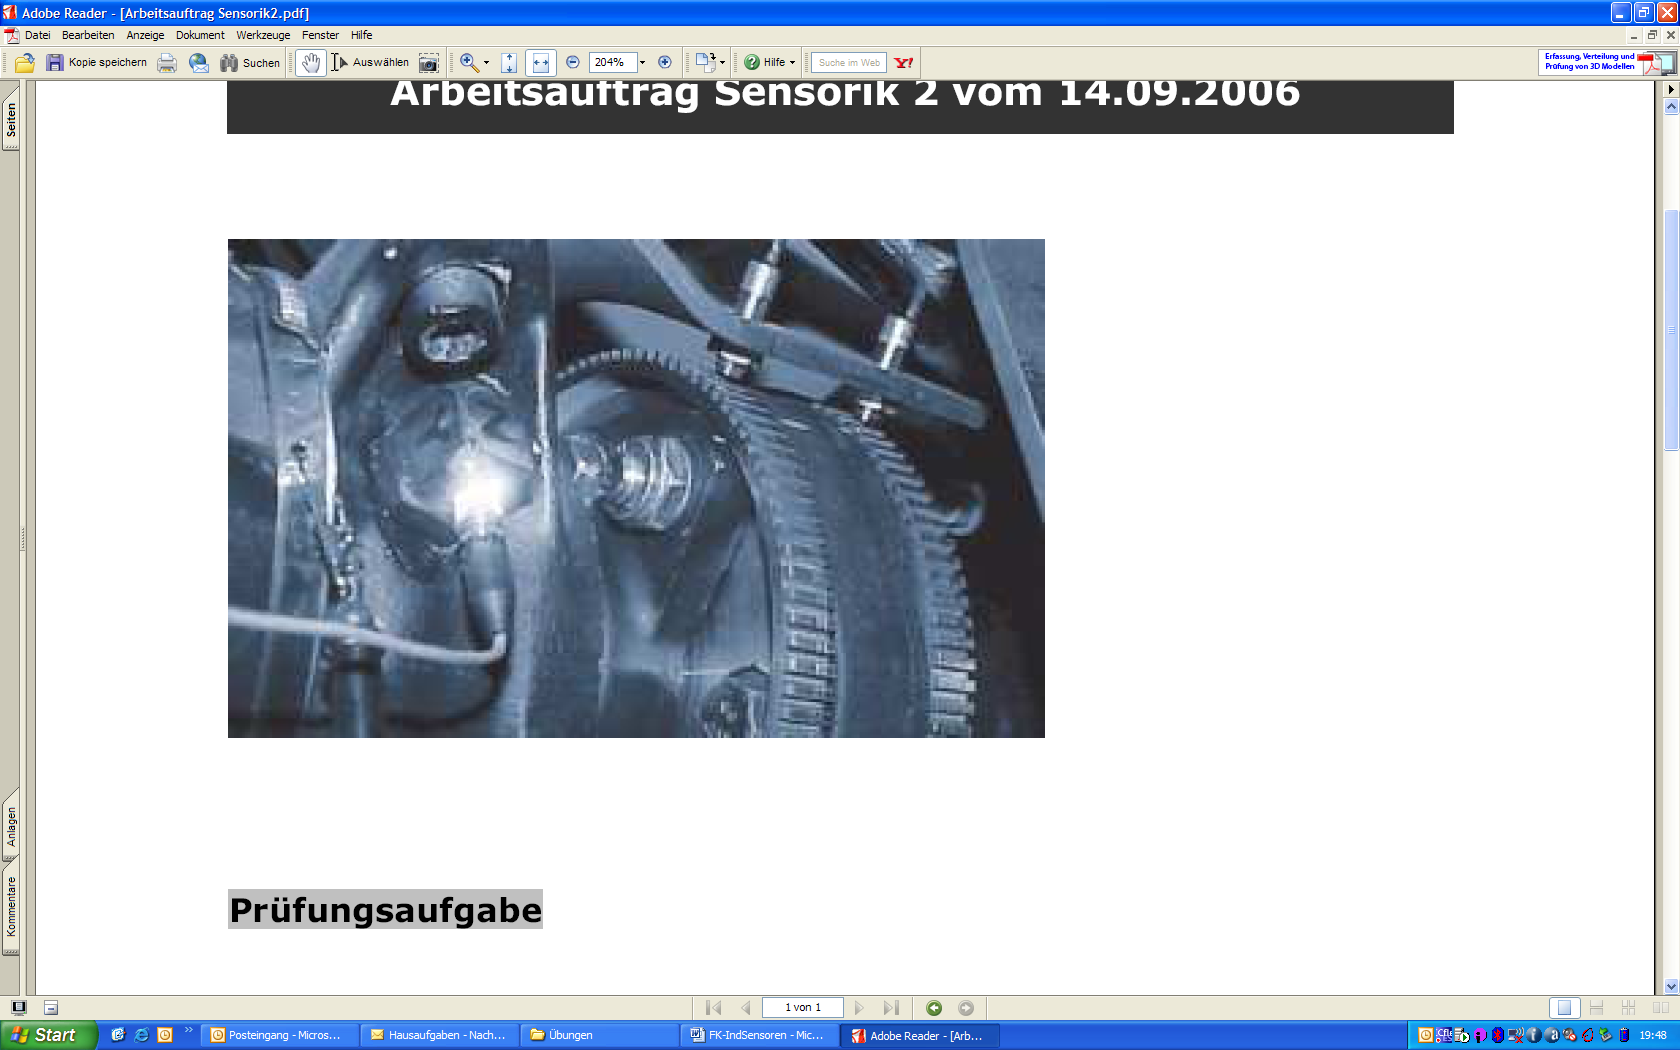 Adobe Reader - [Arbeitsauftrag Sensorik2.pdf]
Datei Bearbeiten Anzeige Dokument Werkzeuge Fenster Hilfe
Kopie speichern Suchen Auswählen 204% Hilfe Suche im Web Y!
Erfassung, Verteilung und
Prüfung von 3D Modellen
Seiten
Arbeitsauftrag Sensorik 2 vom 14.09.2006
Anlagen
Kommentare
Prüfungsaufgabe
1 von 1
Start Posteingang - Micros... Hausaufgaben - Nach... Übungen FK-IndSensoren - Mic... Adobe Reader - [Arb... 19:48